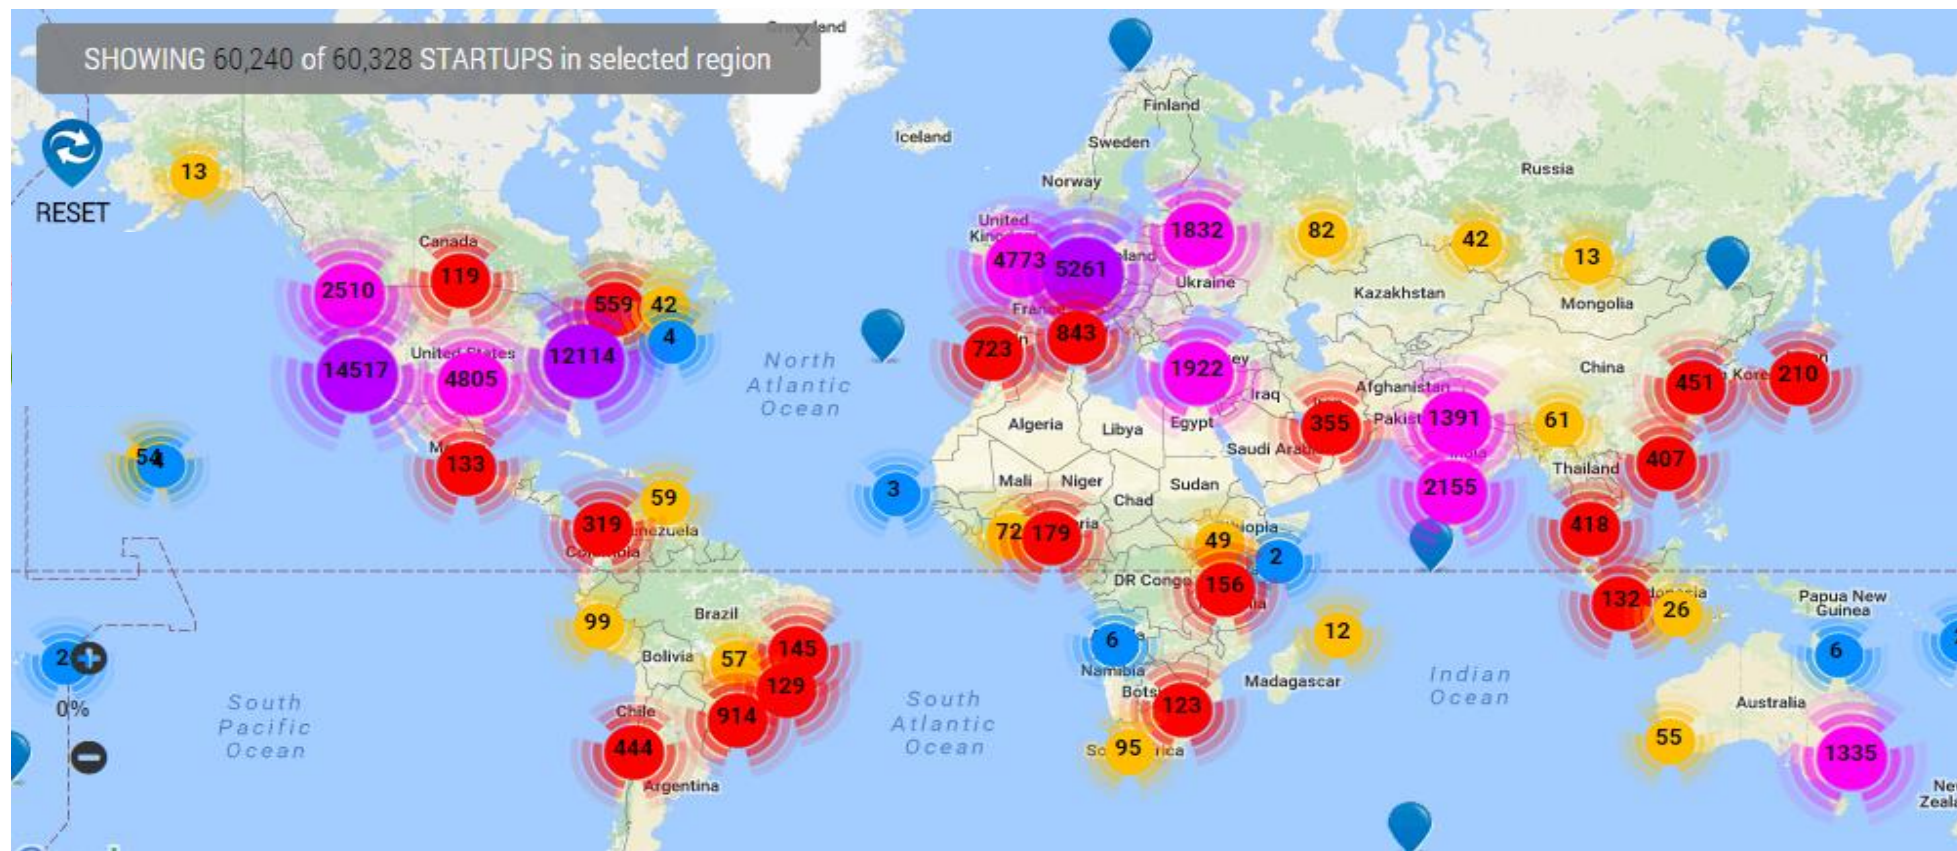 SHOWING 60,240 of 60,328 STARTUPS in selected region
X
Iceland
Finland
Sweden
Norway
Russia
13
RESET
United
1832
82
42
13
Canada
119
2510
4773
5261
Ukraine
Kazakhstan
Mongolia
559
42
4
723
843
United States
14517
4805
12114
North
Atlantic
Ocean
1922
Iraq
Afghanistan
China
451
210
Algeria
Libya
Egypt
355
1391
61
133
54
4
Saudi
Thailand
407
3
Mali
Niger
Chad
Sudan
2155
319
59
72
179
49
2
418
DR Congo
156
132
26
Papua New
Guinea
99
Brazil
145
6
12
6
2
Bolivia
57
129
Namibia
Madagascar
Indian
Ocean
0%
South
Pacific
Ocean
Chile
914
South
Atlantic
Ocean
123
Australia
444
95
55
1335
Argentina